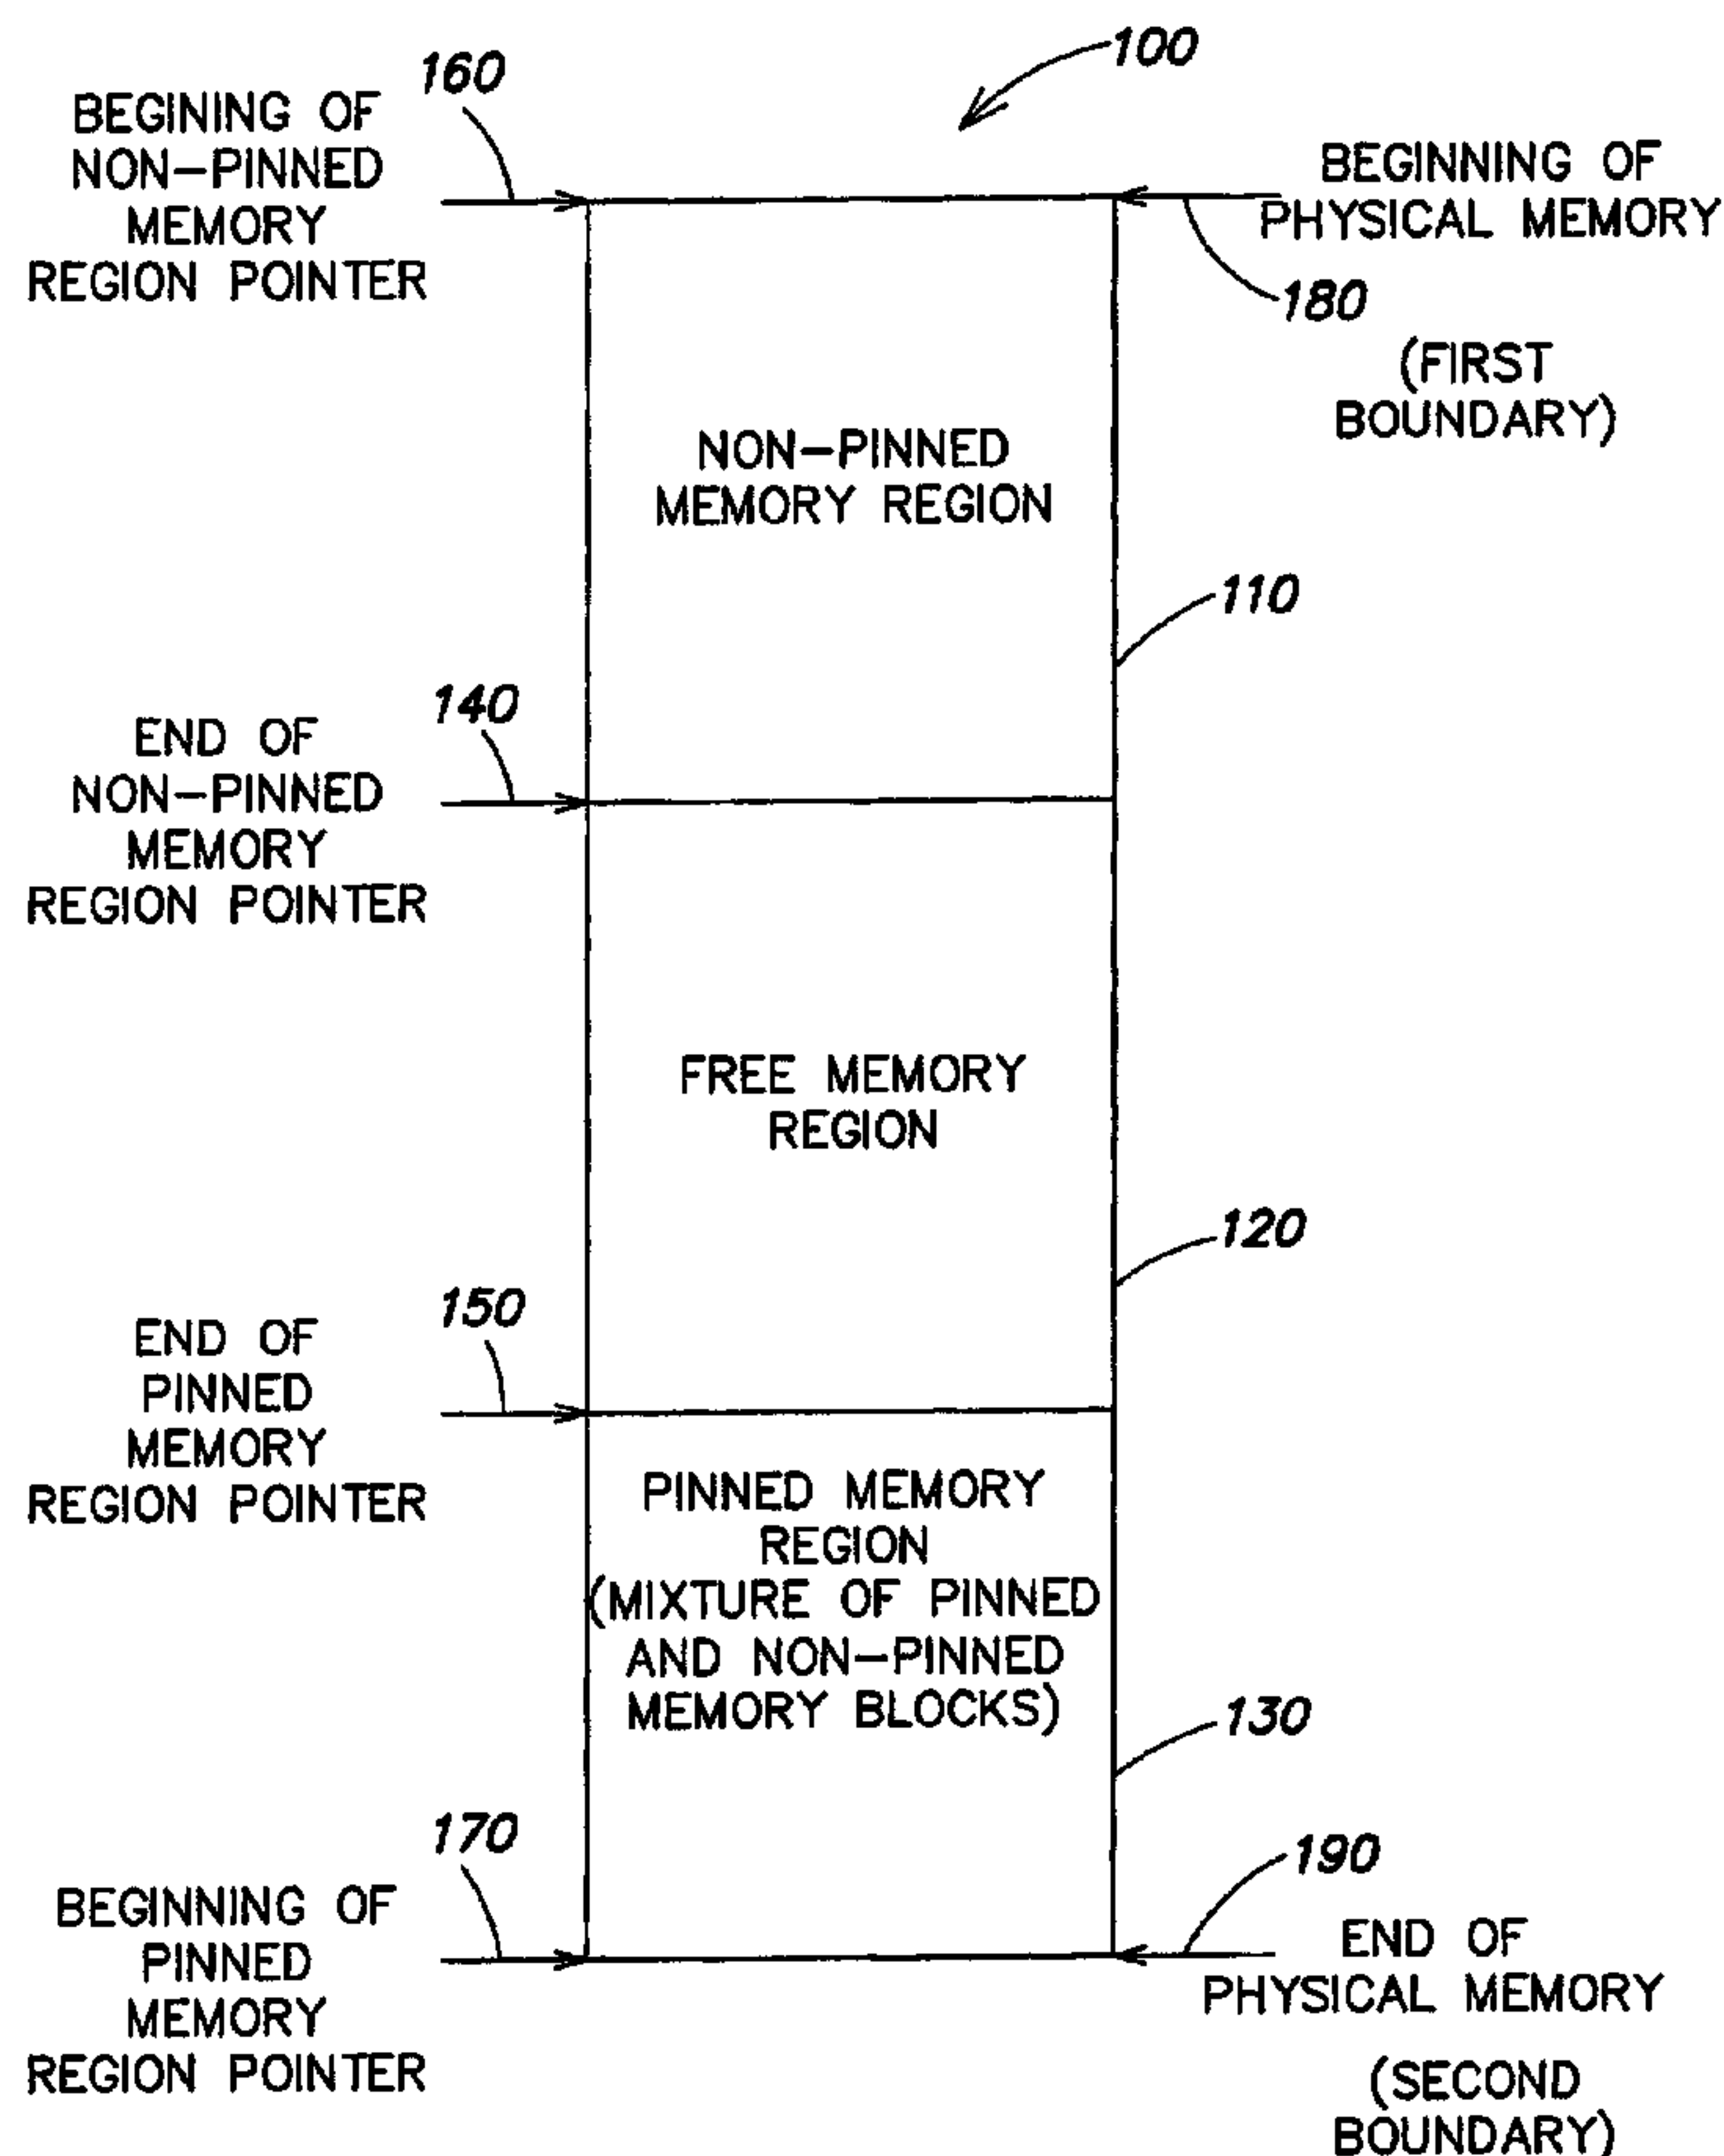 100
160
BEGINING OF
NON-PINNED
MEMORY
REGION POINTER
BEGINNING OF
PHYSICAL MEMORY
180
(FIRST
BOUNDARY)
NON-PINNED
MEMORY REGION
110
140
END OF
NON-PINNED
MEMORY
REGION POINTER
FREE MEMORY
REGION
120
150
END OF
PINNED
MEMORY
REGION POINTER
PINNED MEMORY
REGION
(MIXTURE OF PINNED
AND NON-PINNED
MEMORY BLOCKS)
130
170
BEGINNING OF
PINNED
MEMORY
REGION POINTER
190
END OF
PHYSICAL MEMORY
(SECOND
BOUNDARY)